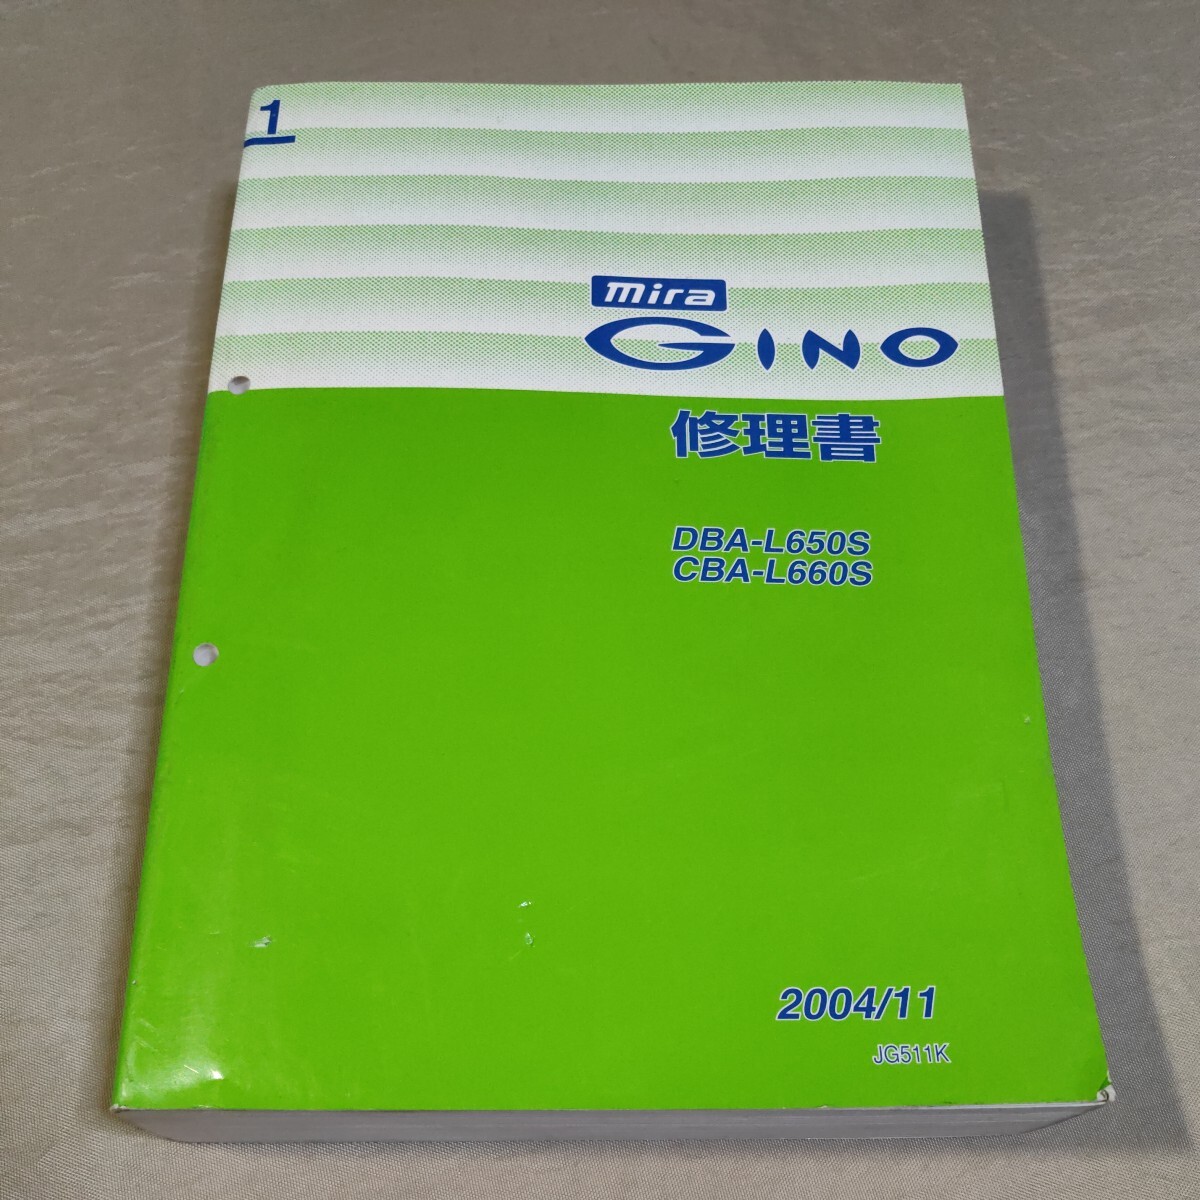 1
mira
GINO
修理書
DBA-L650S
CBA-L660S
2004/11
JG511K